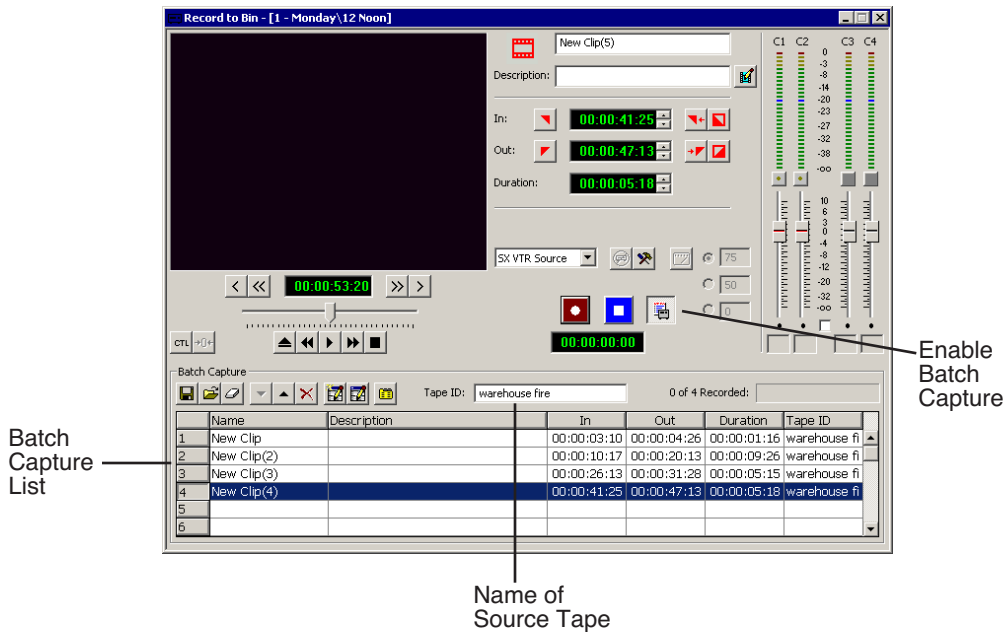 Record to Bin - [1 - Monday\12 Noon]
New Clip(5)
Description:
In: 00:00:41:25
Out: 00:00:47:13
Duration: 00:00:05:18
C1 C2 C3 C4
0
-3
-8
-14
-20
-23
-27
-32
-38
-oo
10
6
3
0
-4
-8
-12
-20
-32
-oo
SX VTR Source
75
50
0
00:00:53:20
CTL →0←
00:00:00:00
Enable
Batch
Capture
Batch Capture
Tape ID: warehouse fire 0 of 4 Recorded:
Name Description In Out Duration Tape ID
1 New Clip 00:00:03:10 00:00:04:26 00:00:01:16 warehouse fi
2 New Clip(2) 00:00:10:17 00:00:20:13 00:00:09:26 warehouse fi
3 New Clip(3) 00:00:26:13 00:00:31:28 00:00:05:15 warehouse fi
4 New Clip(4) 00:00:41:25 00:00:47:13 00:00:05:18 warehouse fi
5
6
Batch
Capture
List
Name of
Source Tape